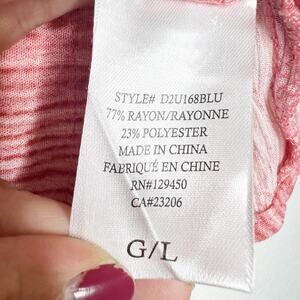 STYLE# D2U168BLU
77% RAYON/RAYONNE
23% POLYESTER
MADE IN CHINA
FABRIQUÉ EN CHINE
RN#129450
CA#23206
G/L